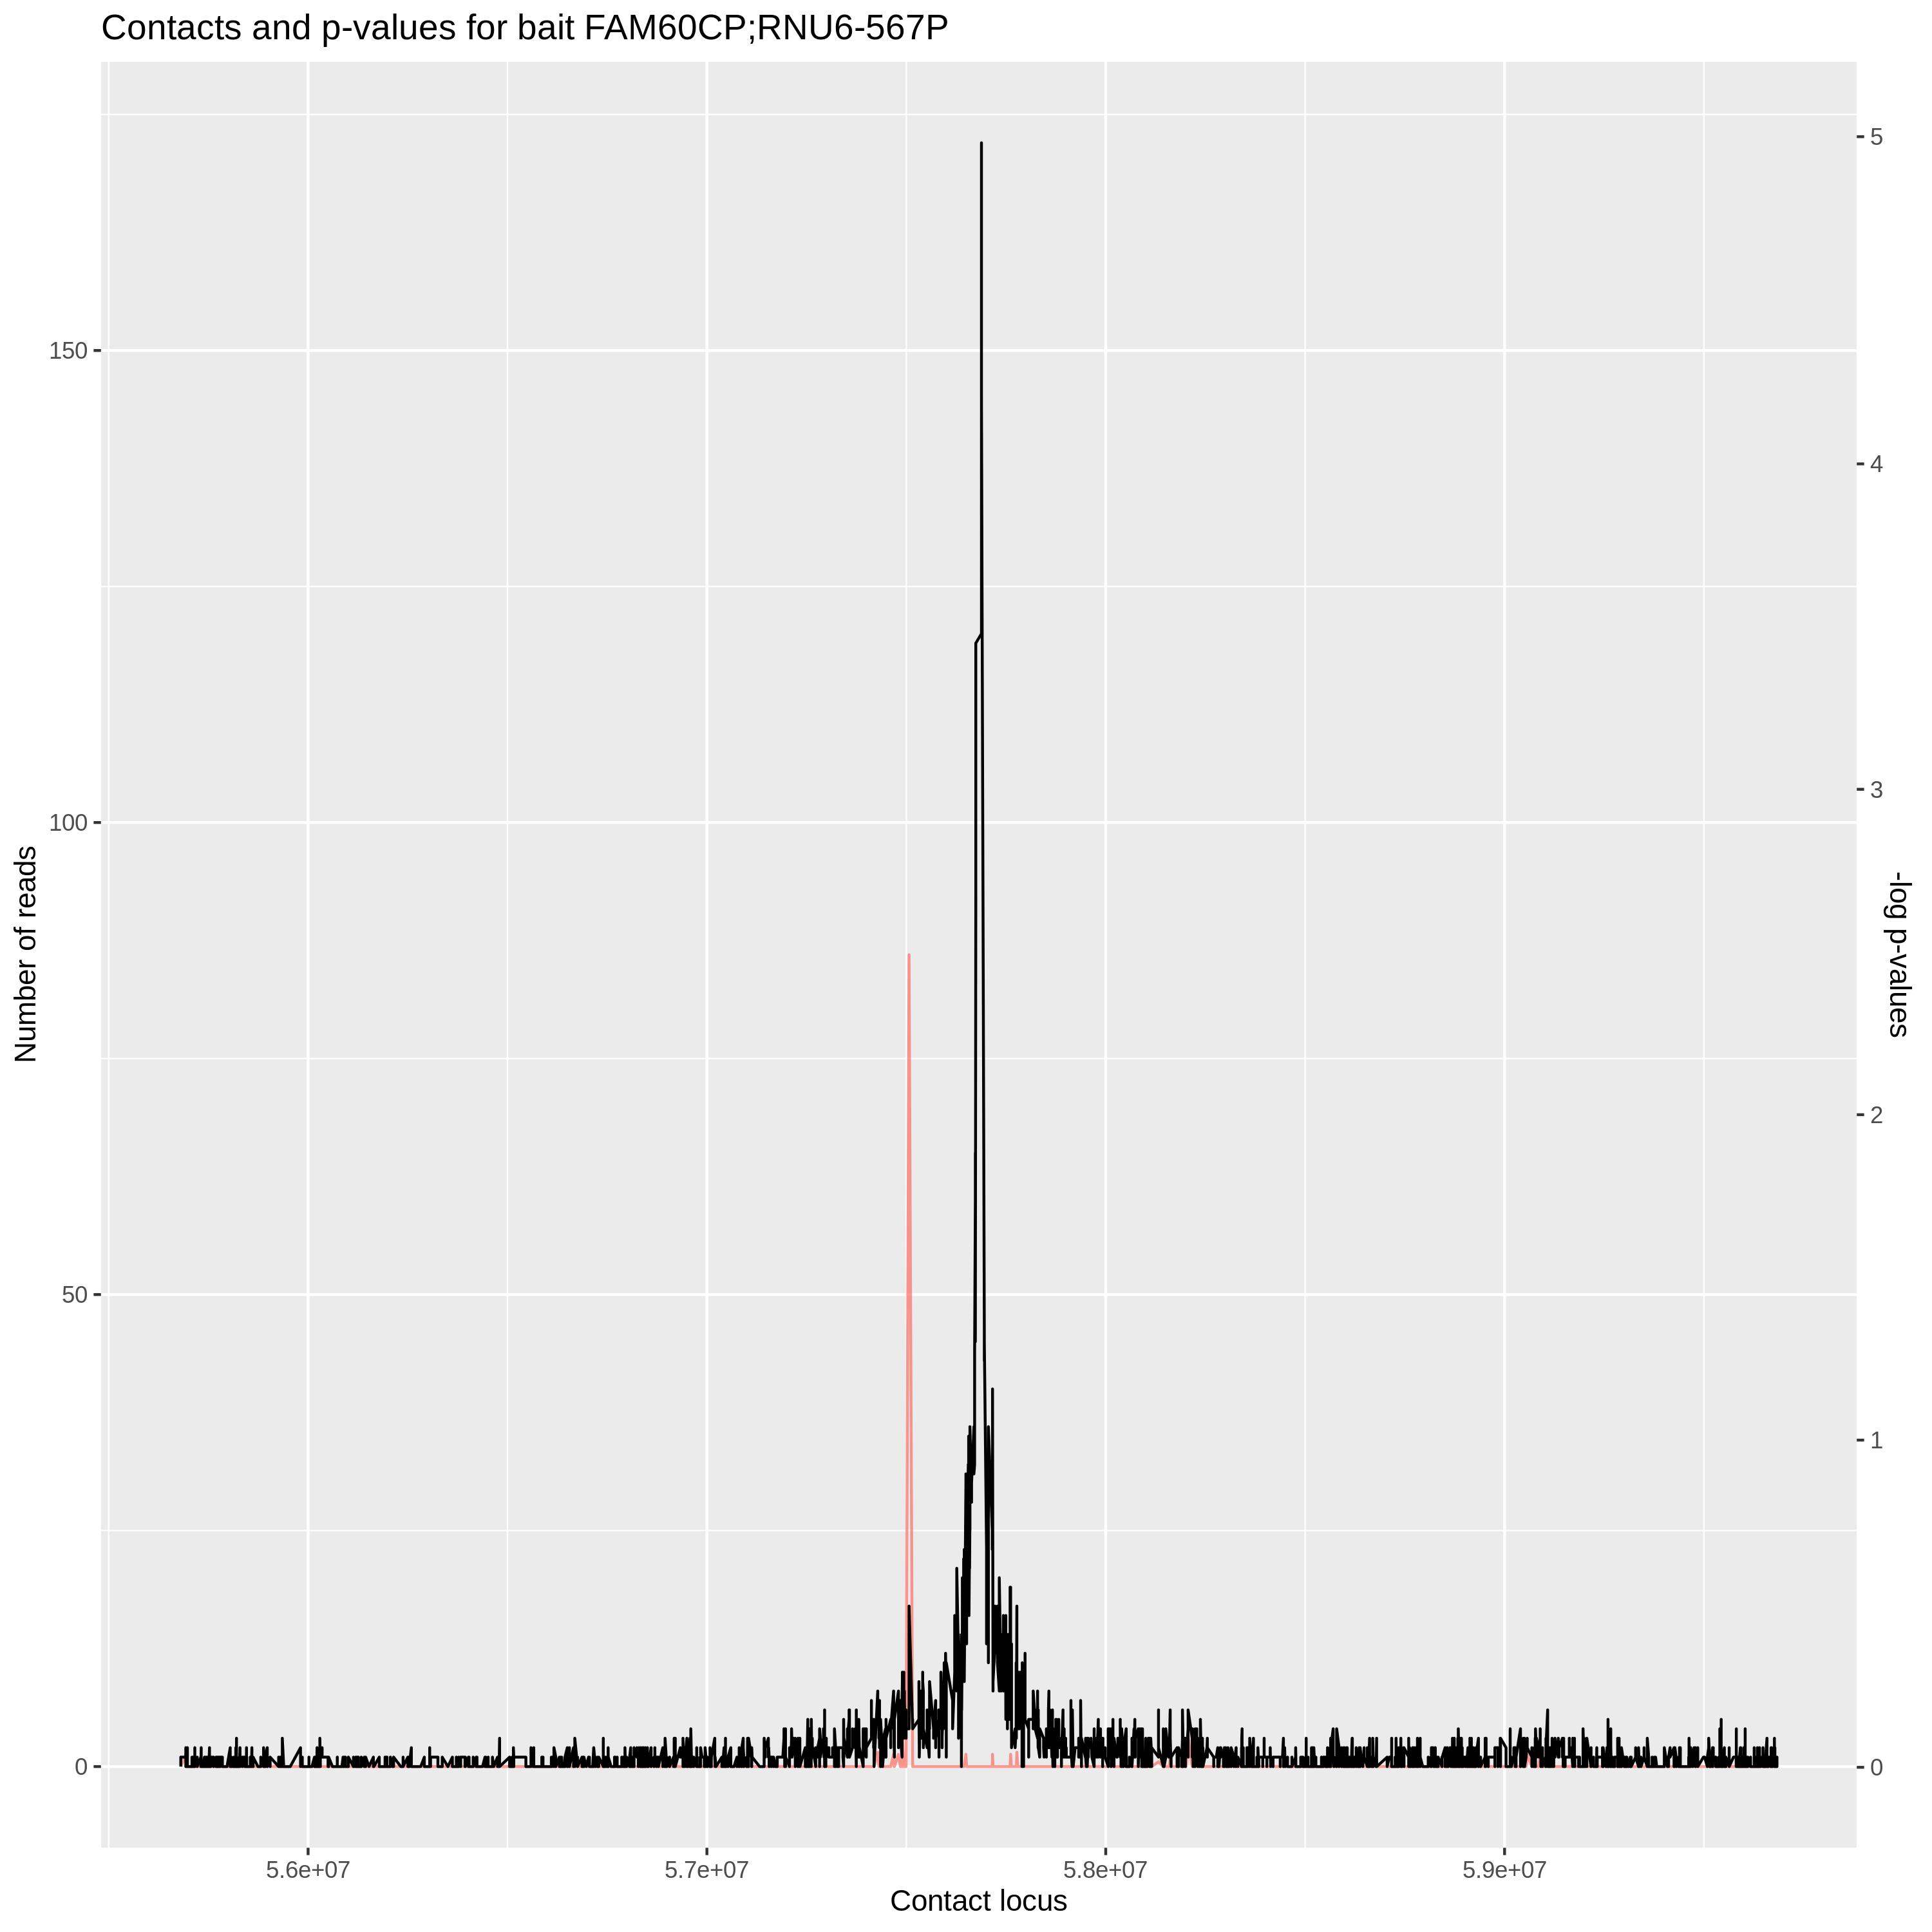 Contacts and p-values for bait FAM60CP;RNU6-567P
150
100
50
0
Number of reads
5
4
3
2
1
0
-log p-values
5.6e+07
5.7e+07
5.8e+07
5.9e+07
Contact locus